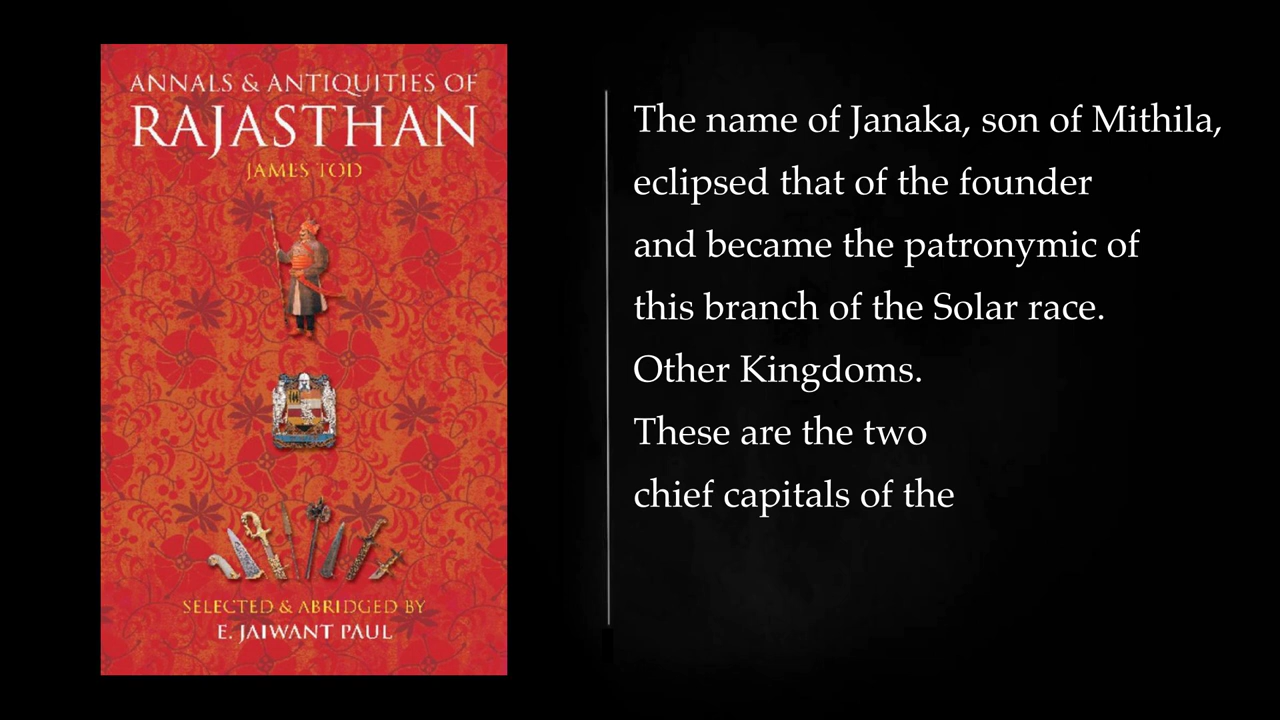 ANNALS & ANTIQUITIES OF
RAJASTHAN
JAMES TOD
SELECTED & ABRIDGED BY
E. JAIWANT PAUL
The name of Janaka, son of Mithila,
eclipsed that of the founder
and became the patronymic of
this branch of the Solar race.
Other Kingdoms.
These are the two
chief capitals of the